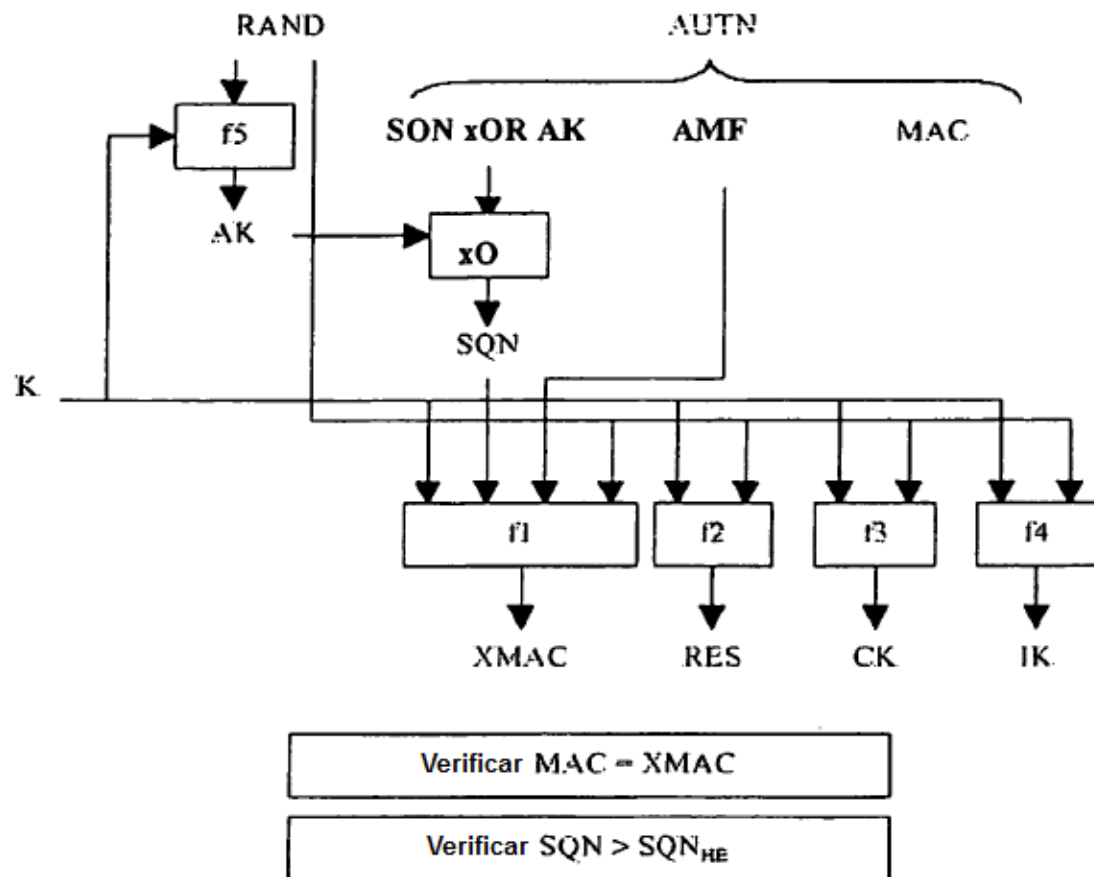 RAND
AUTN
f5
SON xOR AK
AMF
MAC
AK
xO
SQN
K
f1
f2
f3
f4
XMAC
RES
CK
IK
Verificar MAC = XMAC
Verificar SQN > SQN_HE